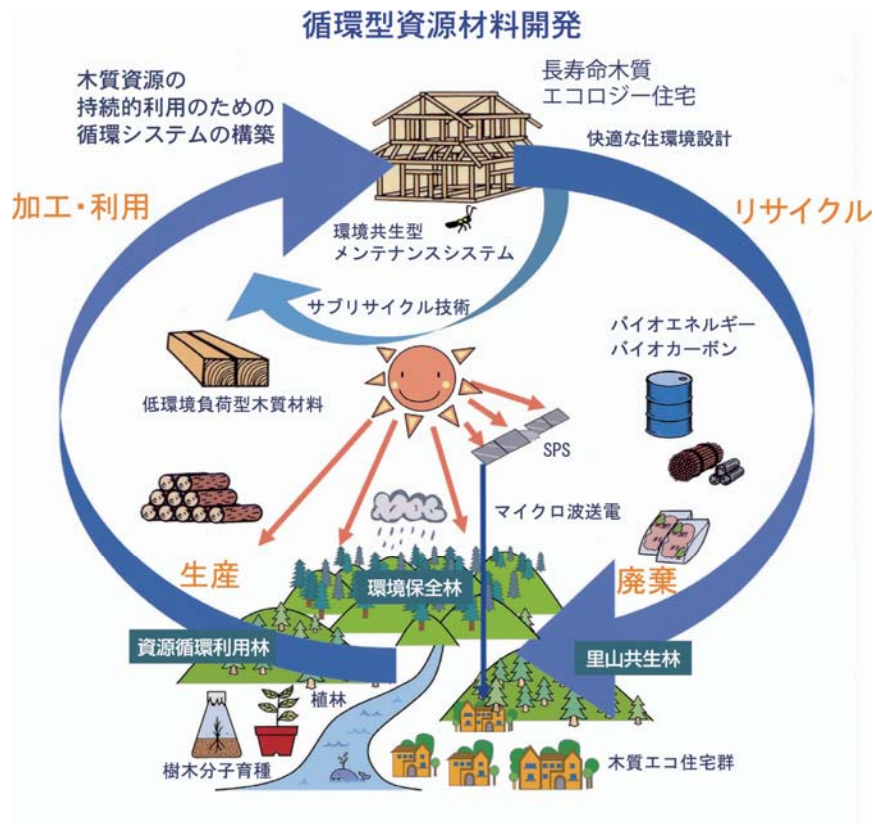 循環型資源材料開発
木質資源の
持続的利用のための
循環システムの構築
長寿命木質
エコロジー住宅
快適な住環境設計
加工・利用
リサイクル
環境共生型
メンテナンスシステム
サブリサイクル技術
バイオエネルギー
バイオカーボン
低環境負荷型木質材料
SPS
マイクロ波送電
生産
環境保全林
廃棄
資源循環利用林
里山共生林
植林
樹木分子育種
木質エコ住宅群